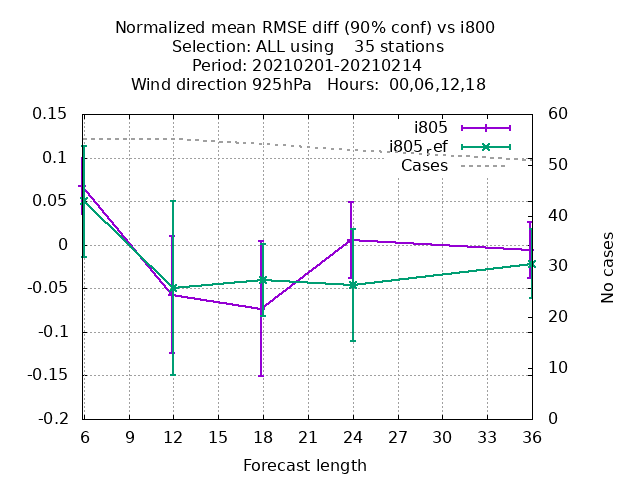 Normalized mean RMSE diff (90% conf) vs i800
Selection: ALL using    35 stations
Period: 20210201-20210214
Wind direction 925hPa   Hours:  00,06,12,18
0.15
0.1
0.05
0
-0.05
-0.1
-0.15
-0.2
i805
i805_ef
Cases
60
50
40
30
20
10
0
No cases
6 9 12 15 18 21 24 27 30 33 36
Forecast length